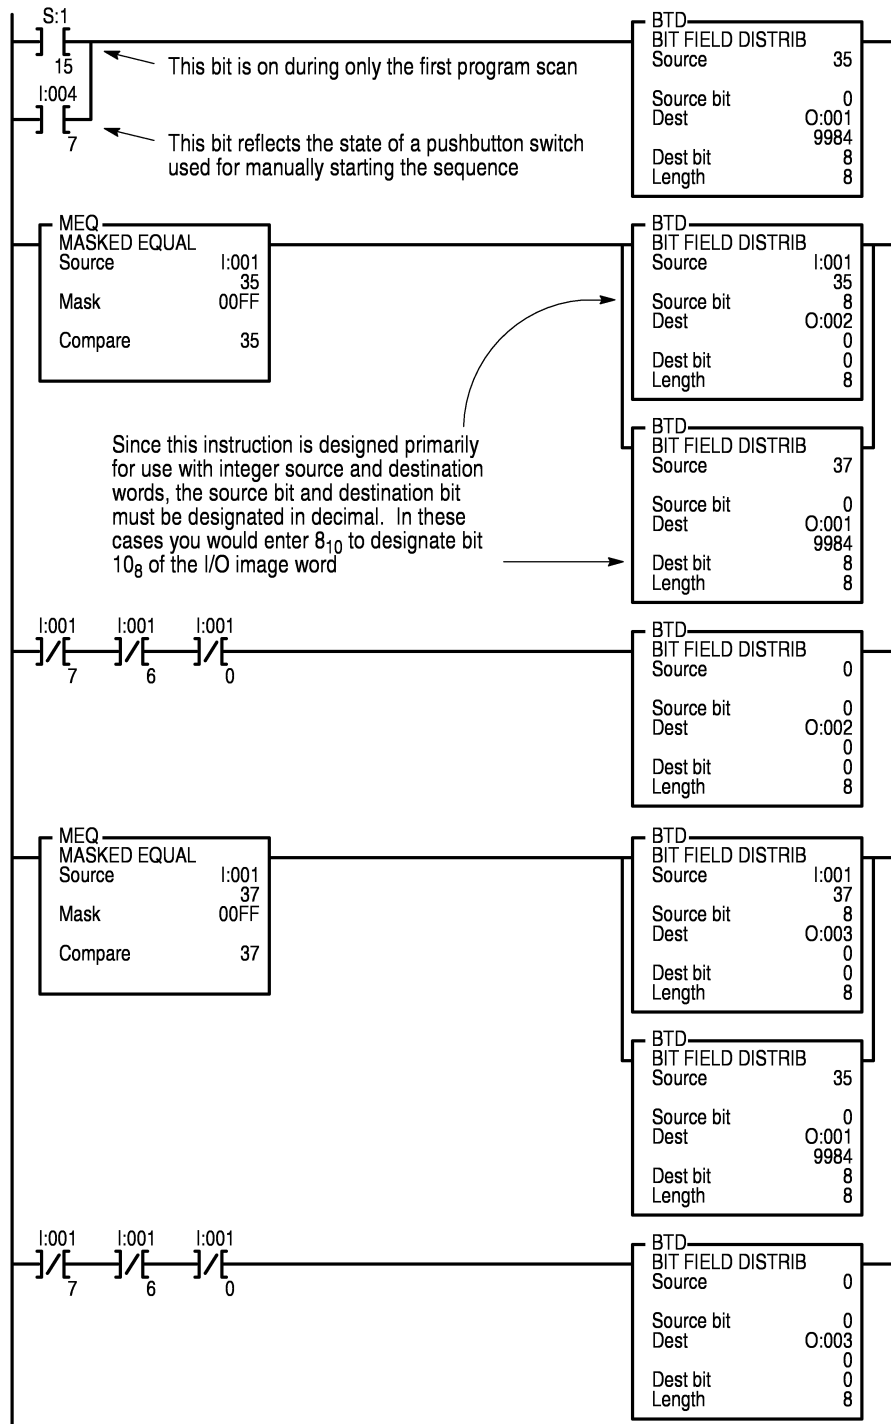 S:1
15
This bit is on during only the first program scan
I:004
7
This bit reflects the state of a pushbutton switch
used for manually starting the sequence
BTD
BIT FIELD DISTRIB
Source 35
Source bit 0
Dest O:001
9984
Dest bit 8
Length 8
MEQ
MASKED EQUAL
Source I:001
35
Mask 00FF
Compare 35
BTD
BIT FIELD DISTRIB
Source I:001
35
Source bit 8
Dest O:002
0
Dest bit 0
Length 8
Since this instruction is designed primarily
for use with integer source and destination
words, the source bit and destination bit
must be designated in decimal. In these
cases you would enter 8₁₀ to designate bit
10₈ of the I/O image word
BTD
BIT FIELD DISTRIB
Source 37
Source bit 0
Dest O:001
9984
Dest bit 8
Length 8
I:001 I:001 I:001
7 6 0
BTD
BIT FIELD DISTRIB
Source 0
Source bit 0
Dest O:002
0
Dest bit 0
Length 8
MEQ
MASKED EQUAL
Source I:001
37
Mask 00FF
Compare 37
BTD
BIT FIELD DISTRIB
Source I:001
37
Source bit 8
Dest O:003
0
Dest bit 0
Length 8
BTD
BIT FIELD DISTRIB
Source 35
Source bit 0
Dest O:001
9984
Dest bit 8
Length 8
I:001 I:001 I:001
7 6 0
BTD
BIT FIELD DISTRIB
Source 0
Source bit 0
Dest O:003
0
Dest bit 0
Length 8